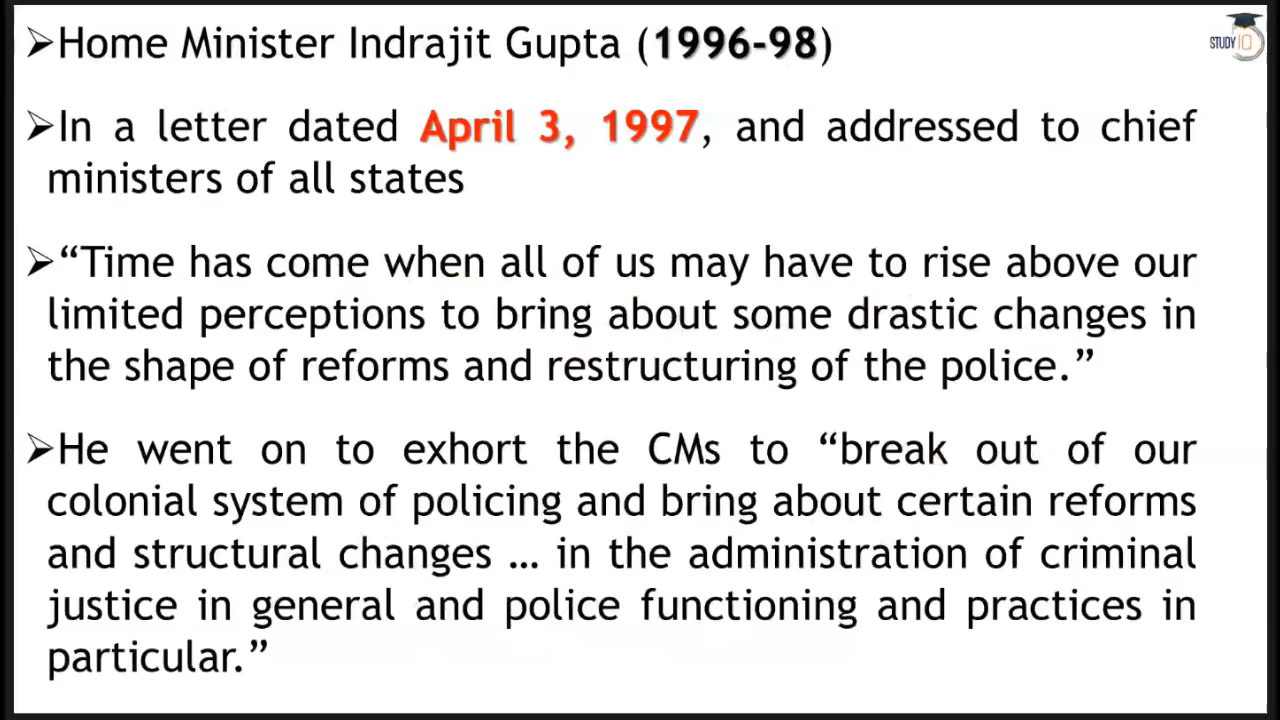 ➢Home Minister Indrajit Gupta (1996-98)
STUDY IQ
➢In a letter dated April 3, 1997, and addressed to chief
ministers of all states
➢“Time has come when all of us may have to rise above our
limited perceptions to bring about some drastic changes in
the shape of reforms and restructuring of the police.”
➢He went on to exhort the CMs to “break out of our
colonial system of policing and bring about certain reforms
and structural changes … in the administration of criminal
justice in general and police functioning and practices in
particular.”